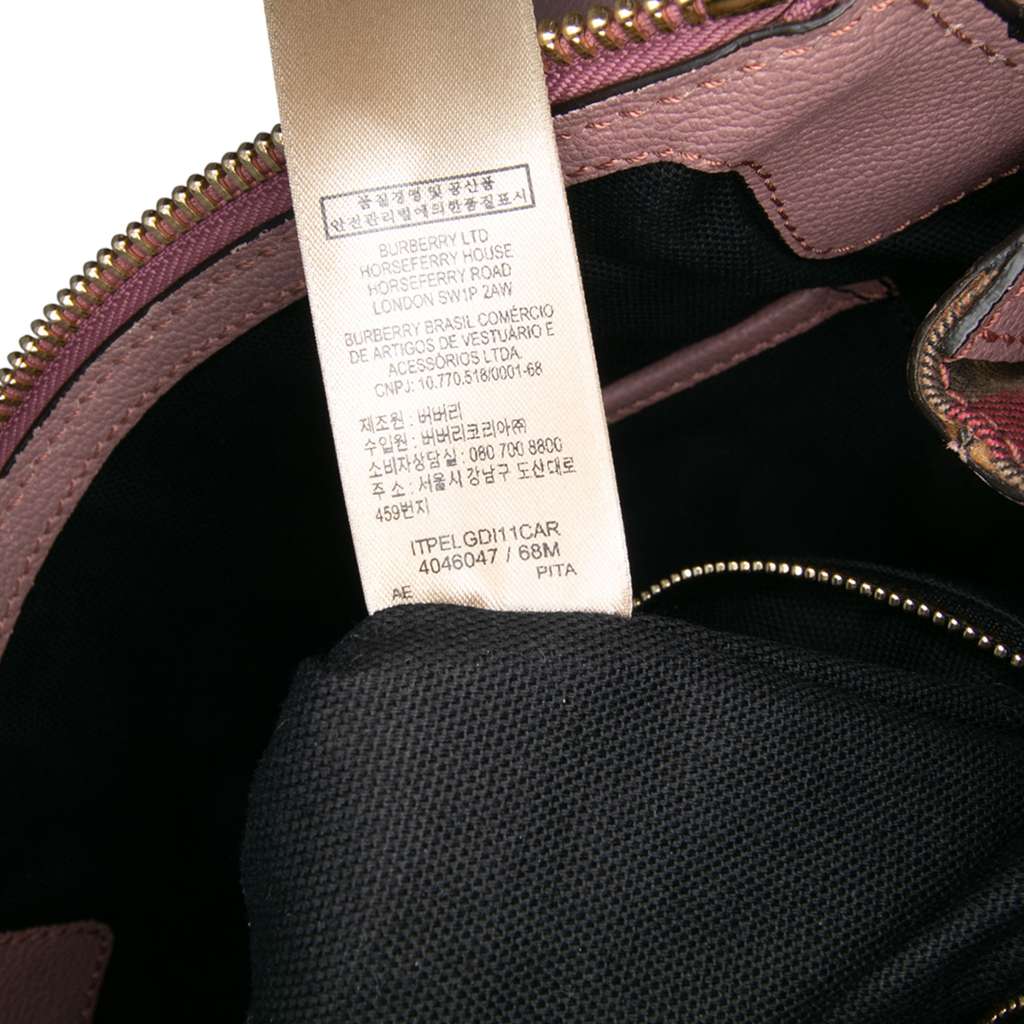 품질경영 및 공산품
안전관리법에의한품질표시
BURBERRY LTD
HORSEFERRY HOUSE
HORSEFERRY ROAD
LONDON SW1P 2AW
BURBERRY BRASIL COMÉRCIO
DE ARTIGOS DE VESTUÁRIO E
ACESSÓRIOS LTDA.
CNPJ: 10.770.518/0001-68
제조원 : 버버리
수입원 : 버버리코리아㈜
소비자상담실 : 080 700 8800
주 소 : 서울시 강남구 도산대로
459번지
ITPELGDI11CAR
4046047 / 68M
AE PITA